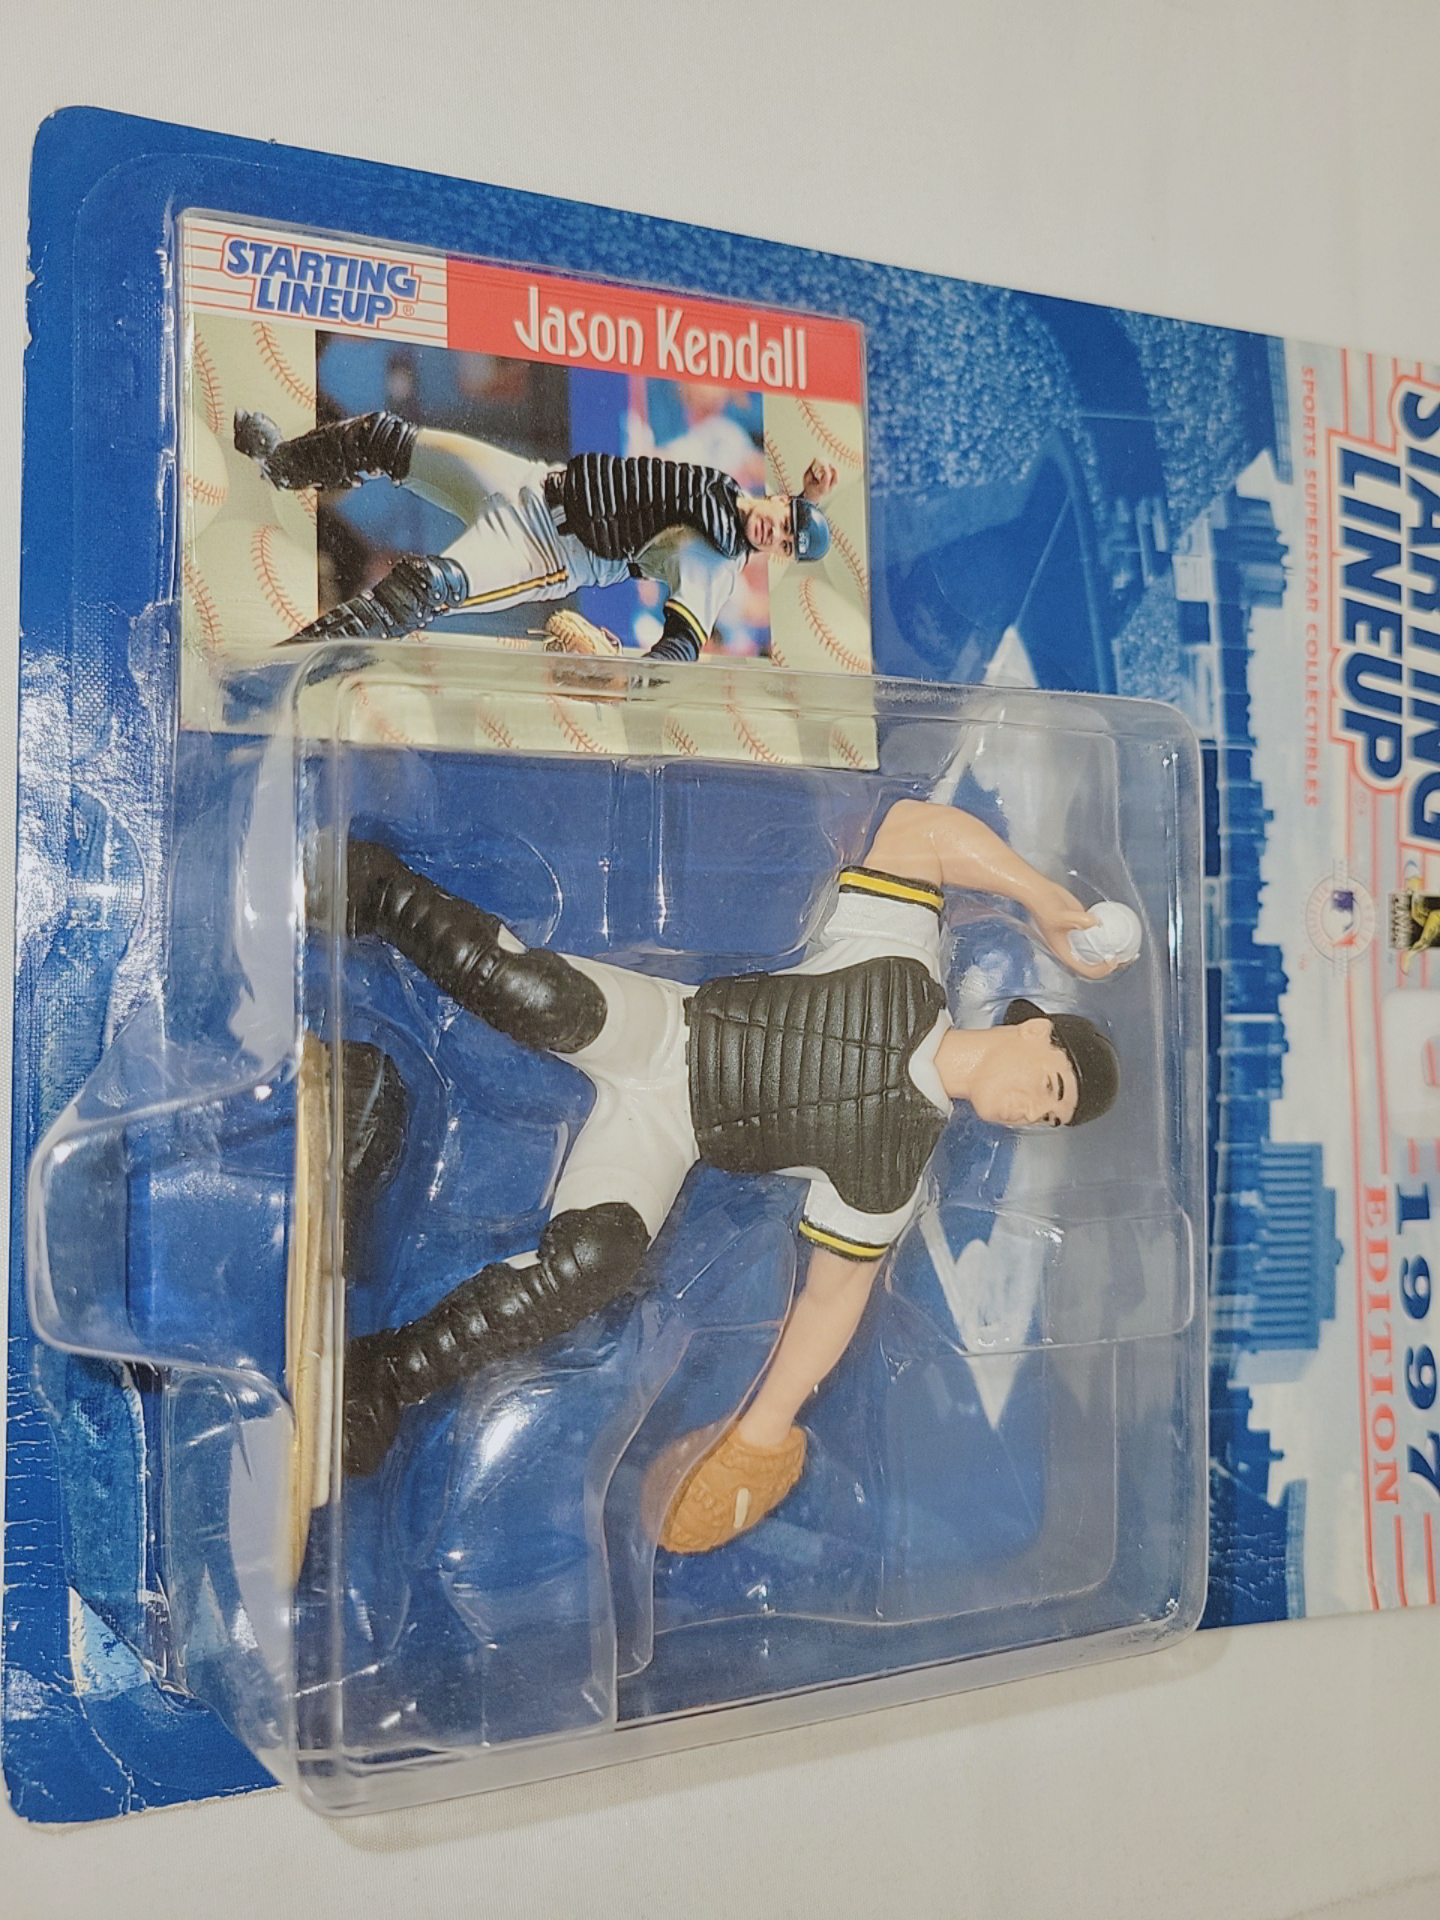 STARTING
LINEUP®
SPORTS SUPERSTAR COLLECTIBLES
1997
EDITION
STARTING
LINEUP®
Jason Kendall